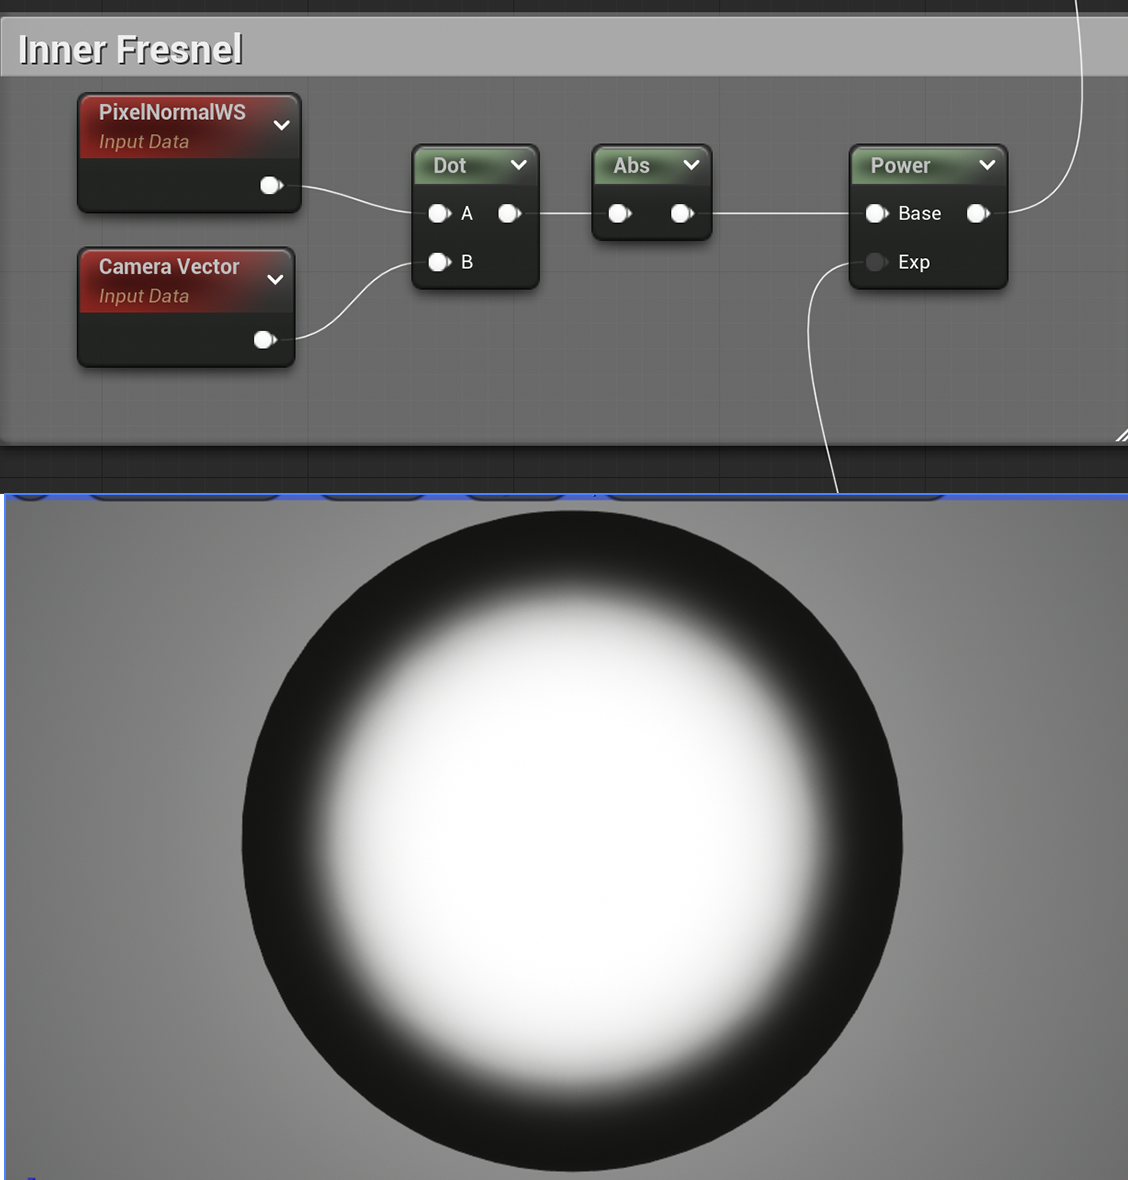 Inner Fresnel
PixelNormalWS
Input Data
Camera Vector
Input Data
Dot
A
B
Abs
Power
Base
Exp